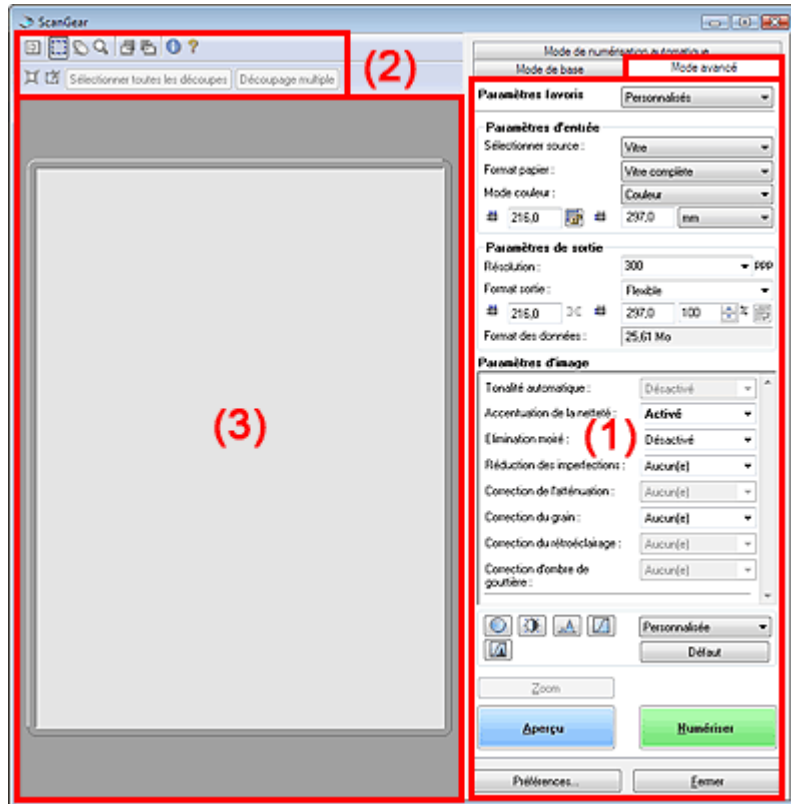 ScanGear
Sélectionner toutes les découpes
Découpage multiple
(2)
Mode de numérisation automatique
Mode de base
Mode avancé
Paramètres favoris
Personnalisés
Paramètres d'entrée
Sélectionner source :
Vitre
Format papier :
Vitre complète
Mode couleur :
Couleur
216,0
297,0
mm
Paramètres de sortie
Résolution :
300
ppp
Format sortie :
Flexible
216,0
297,0
100
%
Format des données :
25,61 Mo
Paramètres d'image
Tonalité automatique :
Désactivé
Accentuation de la netteté :
Activé
(1)
Elimination moiré :
Désactivé
Réduction des imperfections :
Aucun(e)
Correction de l'atténuation :
Aucun(e)
Correction du grain :
Aucun(e)
Correction du rétroéclairage :
Aucun(e)
Correction d'ombre de
gouttière :
Aucun(e)
(3)
Personnalisée
Défaut
Zoom
Aperçu
Numériser
Préférences...
Fermer